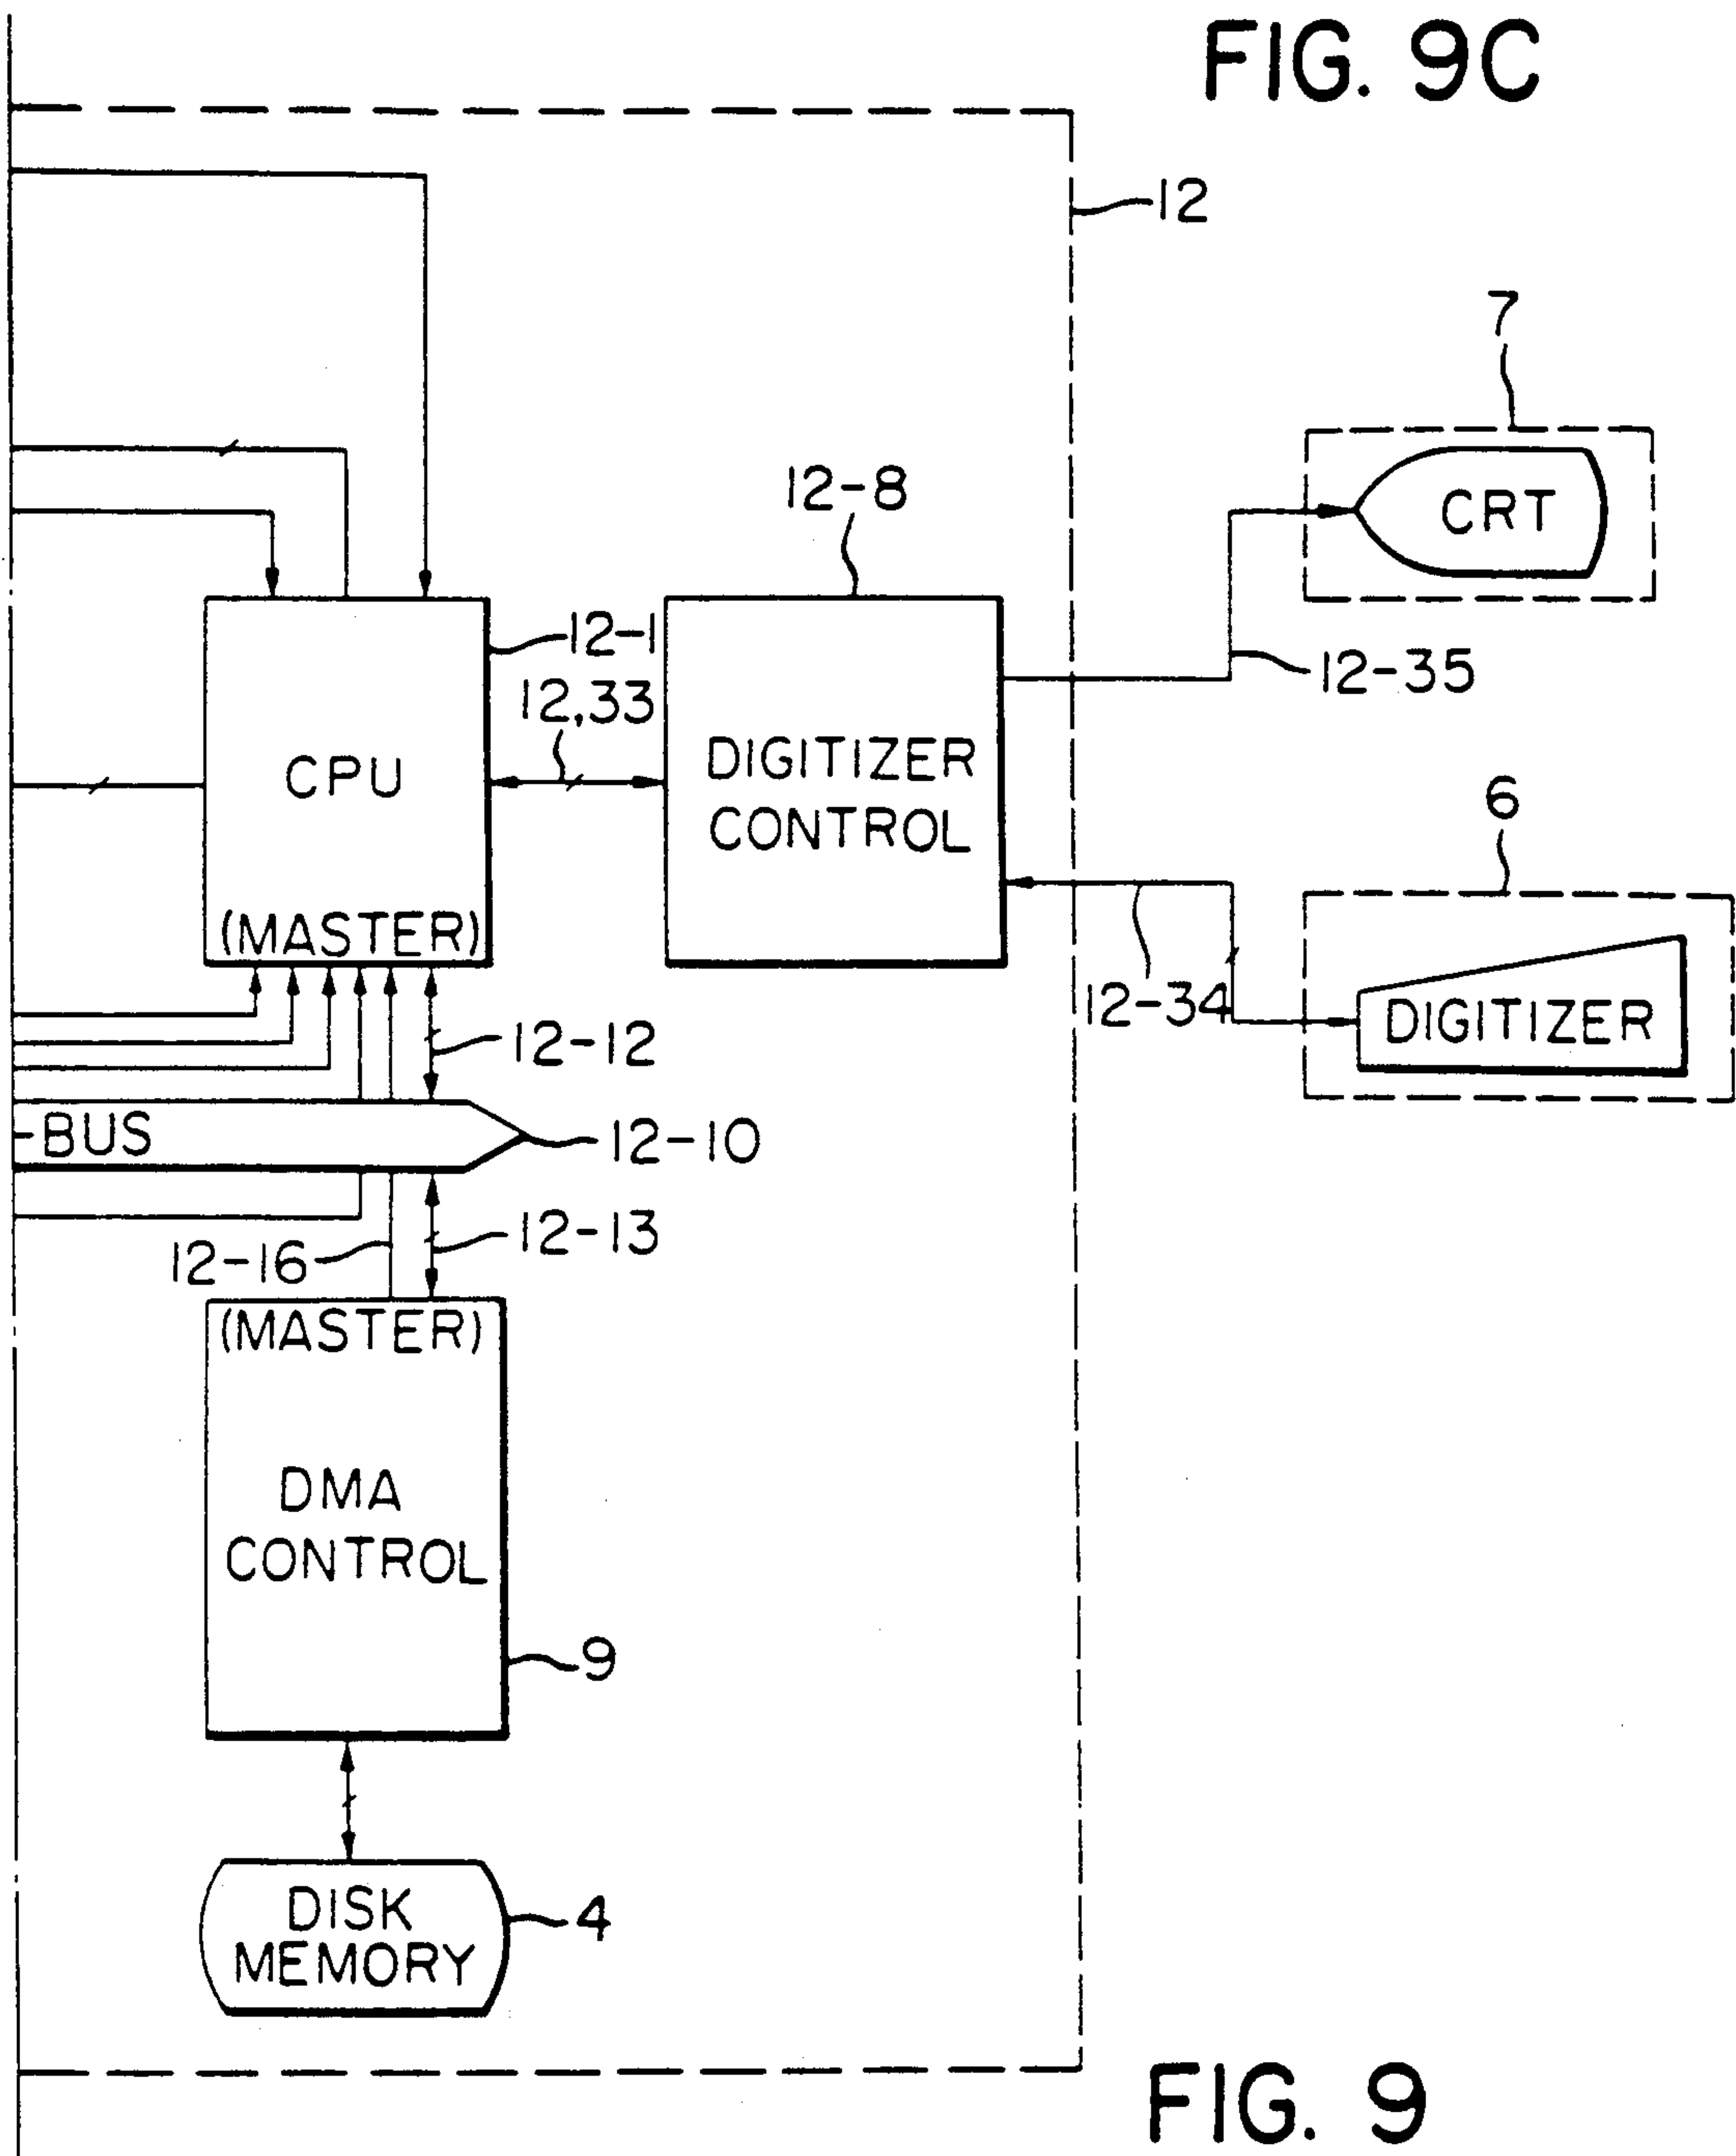 FIG. 9C
12
7
CRT
12-8
12-1
12-35
12,33
CPU
DIGITIZER
CONTROL
6
(MASTER)
12-34
DIGITIZER
12-12
-BUS
12-10
12-13
12-16
(MASTER)
DMA
CONTROL
9
DISK
MEMORY
4
FIG. 9